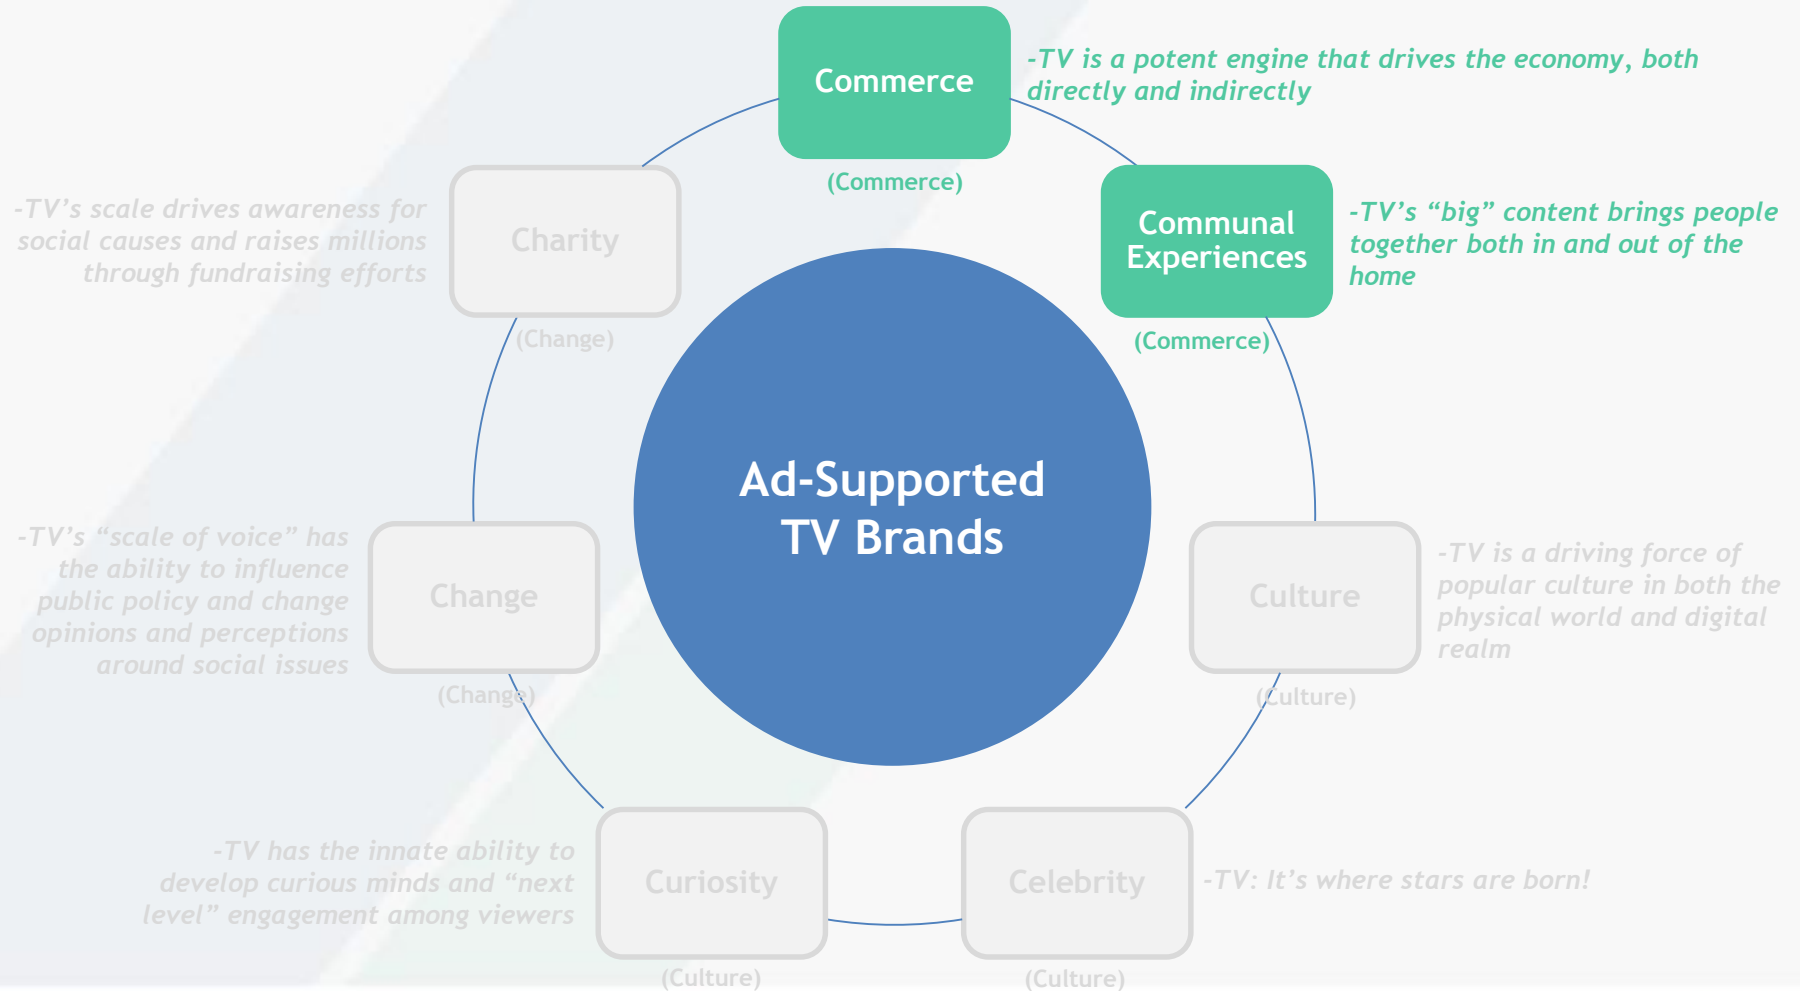 Commerce
-TV is a potent engine that drives the economy, both
directly and indirectly
(Commerce)
Communal
Experiences
-TV’s “big” content brings people
together both in and out of the
home
(Commerce)
-TV’s scale drives awareness for
social causes and raises millions
through fundraising efforts
Charity
(Change)
Ad-Supported
TV Brands
-TV’s “scale of voice” has
the ability to influence
public policy and change
opinions and perceptions
around social issues
Change
(Change)
Culture
-TV is a driving force of
popular culture in both the
physical world and digital
realm
(Culture)
-TV has the innate ability to
develop curious minds and “next
level” engagement among viewers
Curiosity
(Culture)
Celebrity
-TV: It’s where stars are born!
(Culture)